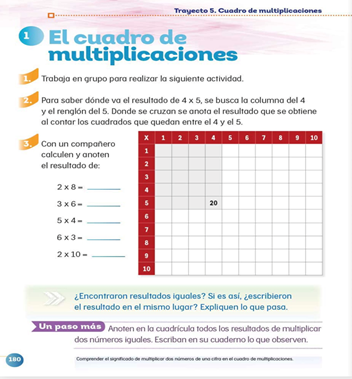 Trayecto 5. Cuadro de multiplicaciones
1 El cuadro de
multiplicaciones
1. Trabaja en grupo para realizar la siguiente actividad.
2. Para saber dónde va el resultado de 4 x 5, se busca la columna del 4
y el renglón del 5. Donde se cruzan se anota el resultado que se obtiene
al contar los cuadrados que quedan entre el 4 y el 5.
3. Con un compañero
calculen y anoten
el resultado de:
2 x 8 =
3 x 6 =
5 x 4 =
6 x 3 =
2 x 10 =
X 1 2 3 4 5 6 7 8 9 10
1
2
3
4
5 20
6
7
8
9
10
¿Encontraron resultados iguales? Si es así, ¿escribieron
el resultado en el mismo lugar? Expliquen lo que pasa.
Un paso más Anoten en la cuadrícula todos los resultados de multiplicar
dos números iguales. Escriban en su cuaderno lo que observen.
180 Comprender el significado de multiplicar dos números de una cifra en el cuadro de multiplicaciones.